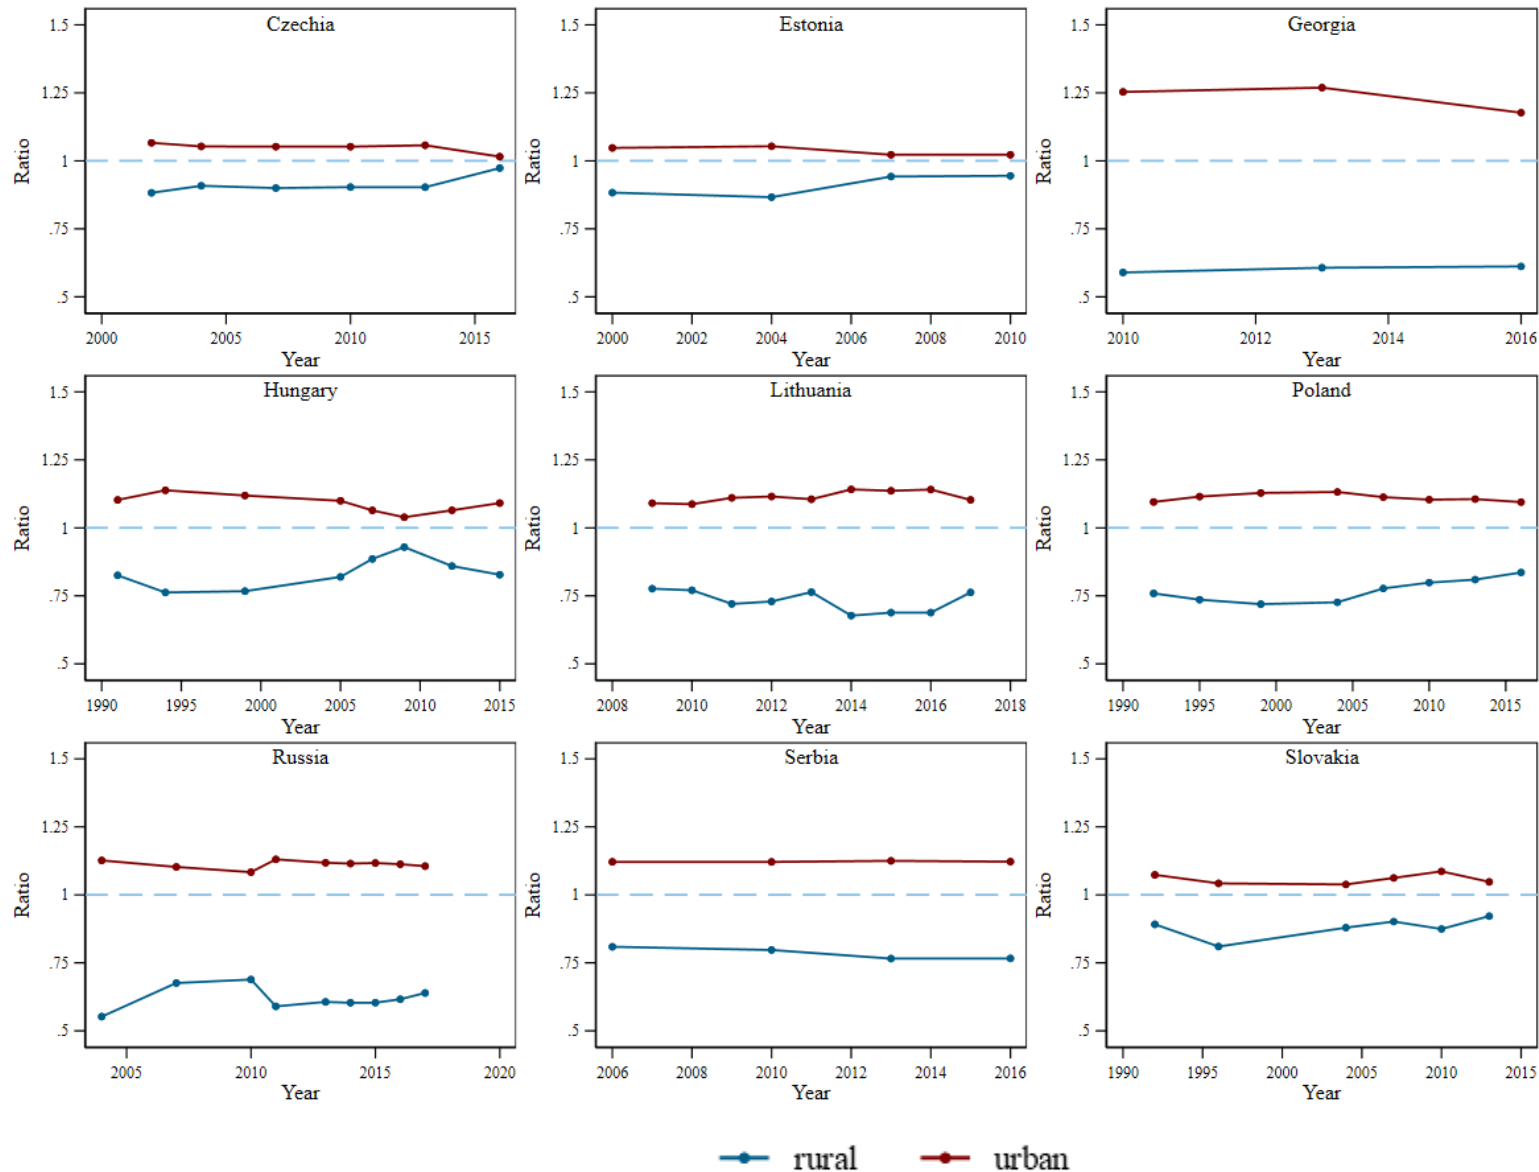 Czechia
1.5
1.25
1
.75
.5
Ratio
2000 2005 2010 2015
Year
Estonia
1.5
1.25
1
.75
.5
Ratio
2000 2002 2004 2006 2008 2010
Year
Georgia
1.5
1.25
1
.75
.5
Ratio
2010 2012 2014 2016
Year
Hungary
1.5
1.25
1
.75
.5
Ratio
1990 1995 2000 2005 2010 2015
Year
Lithuania
1.5
1.25
1
.75
.5
Ratio
2008 2010 2012 2014 2016 2018
Year
Poland
1.5
1.25
1
.75
.5
Ratio
1990 1995 2000 2005 2010 2015
Year
Russia
1.5
1.25
1
.75
.5
Ratio
2005 2010 2015 2020
Year
Serbia
1.5
1.25
1
.75
.5
Ratio
2006 2008 2010 2012 2014 2016
Year
Slovakia
1.5
1.25
1
.75
.5
Ratio
1990 1995 2000 2005 2010 2015
Year
rural urban